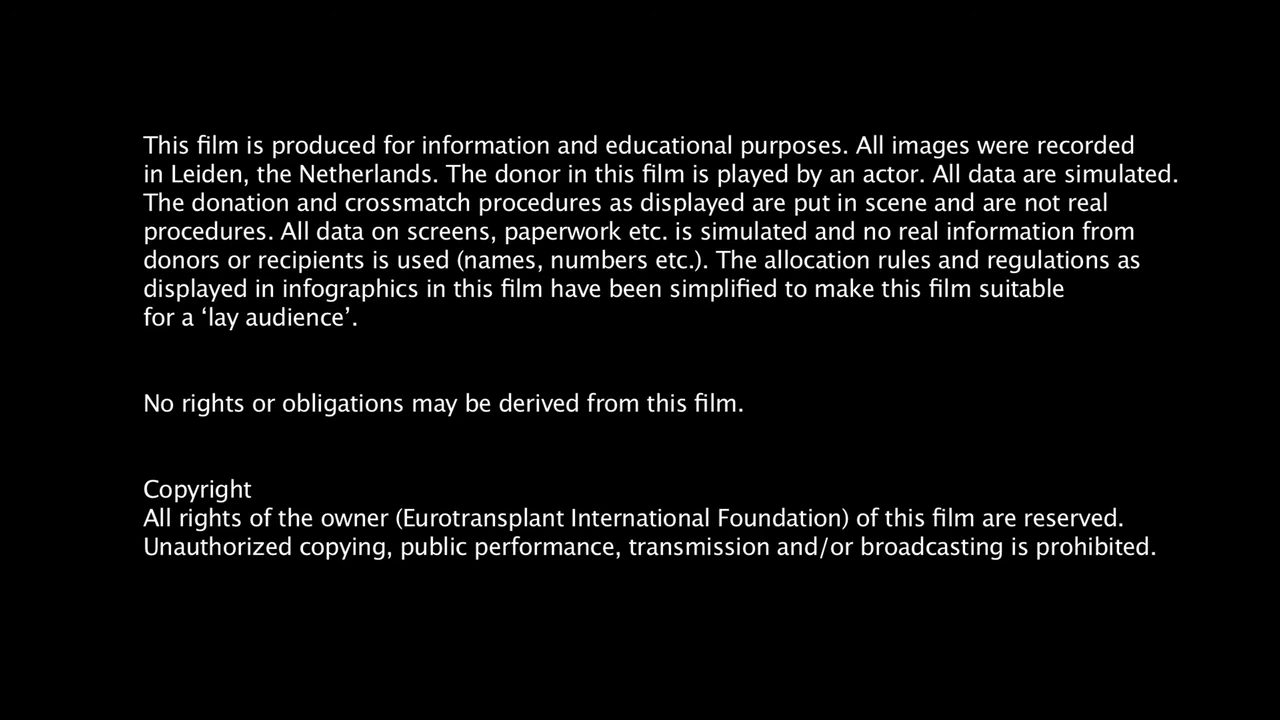 This film is produced for information and educational purposes. All images were recorded
in Leiden, the Netherlands. The donor in this film is played by an actor. All data are simulated.
The donation and crossmatch procedures as displayed are put in scene and are not real
procedures. All data on screens, paperwork etc. is simulated and no real information from
donors or recipients is used (names, numbers etc.). The allocation rules and regulations as
displayed in infographics in this film have been simplified to make this film suitable
for a ‘lay audience’.
No rights or obligations may be derived from this film.
Copyright
All rights of the owner (Eurotransplant International Foundation) of this film are reserved.
Unauthorized copying, public performance, transmission and/or broadcasting is prohibited.